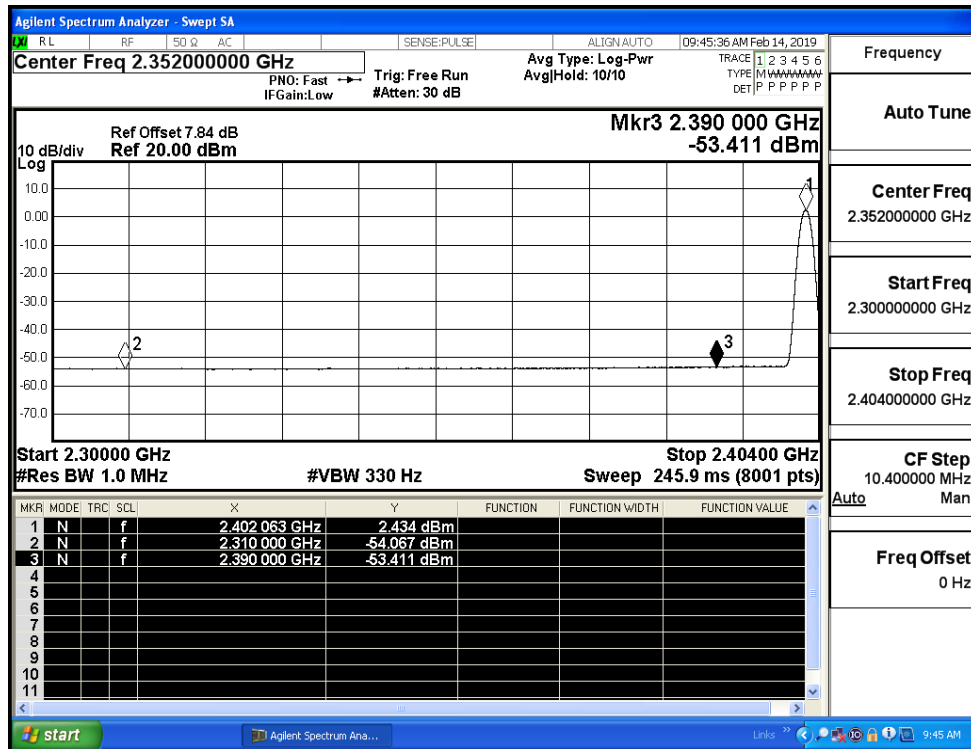 Agilent Spectrum Analyzer - Swept SA
LXI RL RF 50 Ω AC SENSE:PULSE ALIGN AUTO 09:45:36 AM Feb 14, 2019
Center Freq 2.352000000 GHz
PNO: Fast
IFGain:Low
Trig: Free Run
#Atten: 30 dB
Avg Type: Log-Pwr
Avg|Hold: 10/10
TRACE 1 2 3 4 5 6
TYPE M
DET P P P P P P
Ref Offset 7.84 dB
Ref 20.00 dBm
10 dB/div
Log
Mkr3 2.390 000 GHz
-53.411 dBm
10.0
0.00
-10.0
-20.0
-30.0
-40.0
-50.0
-60.0
-70.0
1
2
3
Start 2.30000 GHz
Stop 2.40400 GHz
#Res BW 1.0 MHz
#VBW 330 Hz
Sweep 245.9 ms (8001 pts)
MKR MODE TRC SCL X Y FUNCTION FUNCTION WIDTH FUNCTION VALUE
1 N f 2.402 063 GHz 2.434 dBm
2 N f 2.310 000 GHz -54.067 dBm
3 N f 2.390 000 GHz -53.411 dBm
4
5
6
7
8
9
10
11
Frequency
Auto Tune
Center Freq
2.352000000 GHz
Start Freq
2.300000000 GHz
Stop Freq
2.404000000 GHz
CF Step
10.400000 MHz
Auto Man
Freq Offset
0 Hz
start
Agilent Spectrum Ana...
Links
9:45 AM